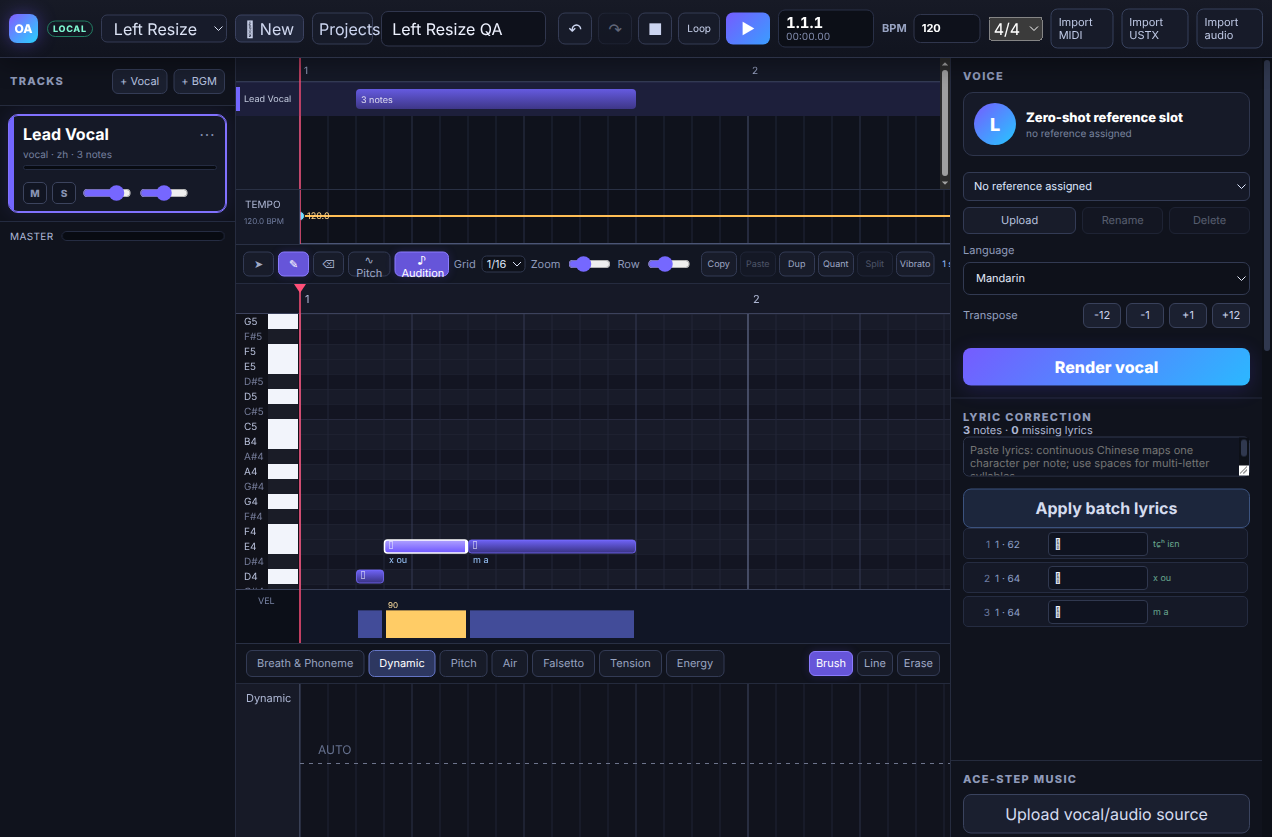 OA LOCAL Left Resize New Projects Left Resize QA Loop 1.1.1 00:00.00 BPM 120 4/4 Import MIDI Import USTX Import audio
TRACKS + Vocal + BGM
Lead Vocal ...
vocal · zh · 3 notes
M S
MASTER
1 2
Lead Vocal 3 notes
TEMPO
120.0 BPM 120.0
Pitch Audition Grid 1/16 Zoom Row Copy Paste Dup Quant Split Vibrato
1 2
G5
F#5
F5
E5
D#5
D5
C#5
C5
B4
A#4
A4
G#4
G4
F#4
F4
E4
D#4
x ou m a
D4
VEL 90
Breath & Phoneme Dynamic Pitch Air Falsetto Tension Energy Brush Line Erase
Dynamic
AUTO
VOICE
L Zero-shot reference slot
no reference assigned
No reference assigned
Upload Rename Delete
Language
Mandarin
Transpose -12 -1 +1 +12
Render vocal
LYRIC CORRECTION
3 notes · 0 missing lyrics
Paste lyrics: continuous Chinese maps one
character per note; use spaces for multi-letter
syllables
Apply batch lyrics
1 1 · 62 tɕʰ iɛn
2 1 · 64 x ou
3 1 · 64 m a
ACE-STEP MUSIC
Upload vocal/audio source